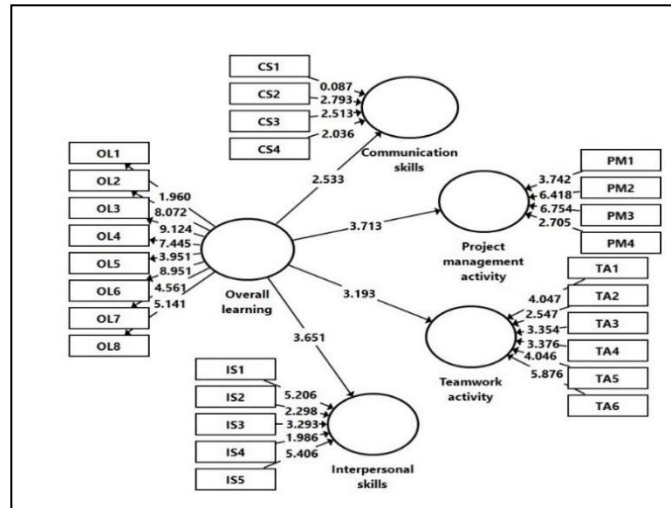 CS1
CS2
CS3
CS4
0.087
2.793
2.513
2.036
Communication
skills
2.533
OL1
OL2
OL3
OL4
OL5
OL6
OL7
OL8
1.960
8.072
9.124
7.445
3.951
8.951
4.561
5.141
Overall
learning
3.713
PM1
PM2
PM3
PM4
3.742
6.418
6.754
2.705
Project
management
activity
3.193
TA1
TA2
TA3
TA4
TA5
TA6
4.047
2.547
3.354
3.376
4.046
5.876
Teamwork
activity
3.651
IS1
IS2
IS3
IS4
IS5
5.206
2.298
3.293
1.986
5.406
Interpersonal
skills